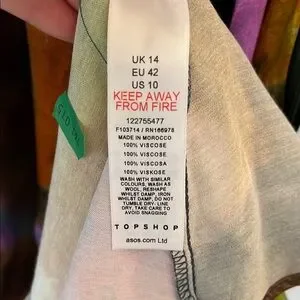 UK 14
EU 42
US 10
KEEP AWAY
FROM FIRE
122755477
F103714 / RN166978
MADE IN MOROCCO
100% VISCOSE
100% VISCOSE
100% VISCOSA
100% VISKOSE
WASH WITH SIMILAR
COLOURS, WASH AS
WOOL, RESHAPE
WHILST DAMP, IRON
WHILST DAMP, DO NOT
TUMBLE DRY- LINE
DRY, TAKE CARE TO
AVOID SNAGGING
TOPSHOP
asos.com Ltd